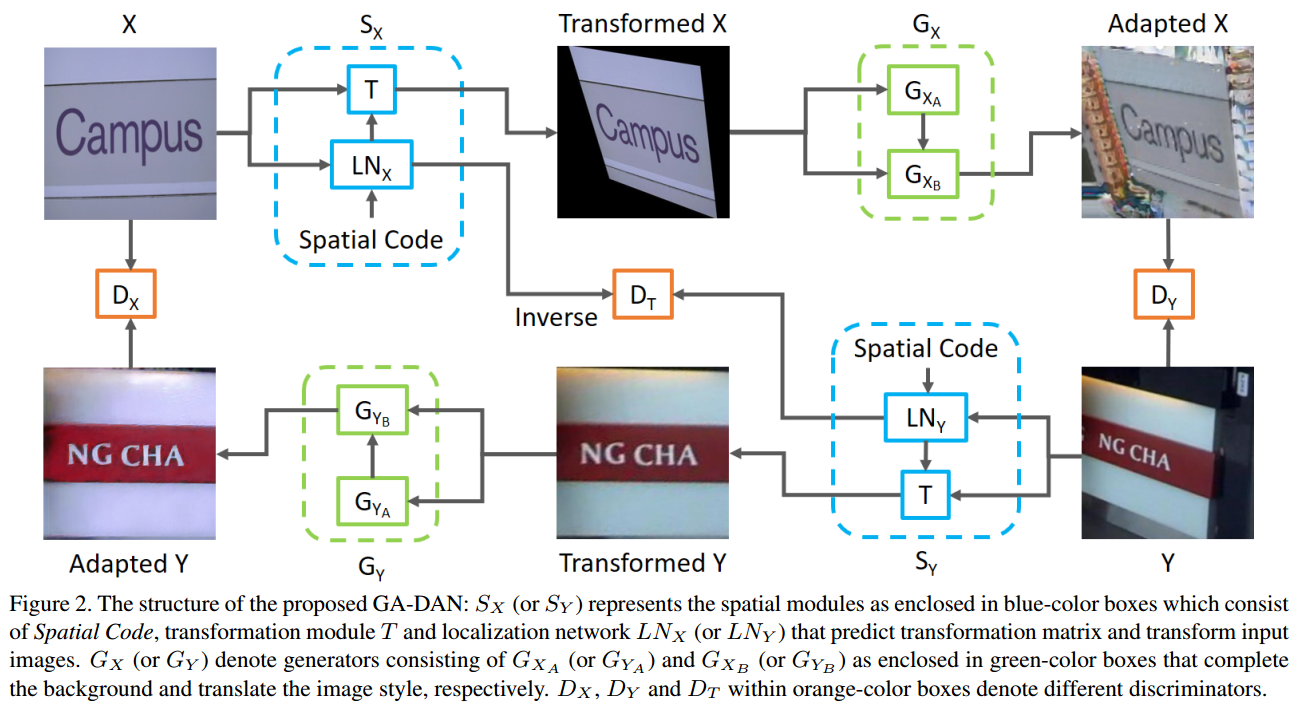 X
S_X
Transformed X
G_X
Adapted X
Campus
T
LN_X
Spatial Code
Campus
G_{X_A}
G_{X_B}
Campus
D_X
D_T
Inverse
D_Y
NG CHA
Adapted Y
G_{Y_B}
G_{Y_A}
G_Y
NG CHA
Transformed Y
Spatial Code
LN_Y
T
S_Y
NG CHA
Y
Figure 2. The structure of the proposed GA-DAN: S_X (or S_Y) represents the spatial modules as enclosed in blue-color boxes which consist
of Spatial Code, transformation module T and localization network LN_X (or LN_Y) that predict transformation matrix and transform input
images. G_X (or G_Y) denote generators consisting of G_{X_A} (or G_{Y_A}) and G_{X_B} (or G_{Y_B}) as enclosed in green-color boxes that complete
the background and translate the image style, respectively. D_X, D_Y and D_T within orange-color boxes denote different discriminators.